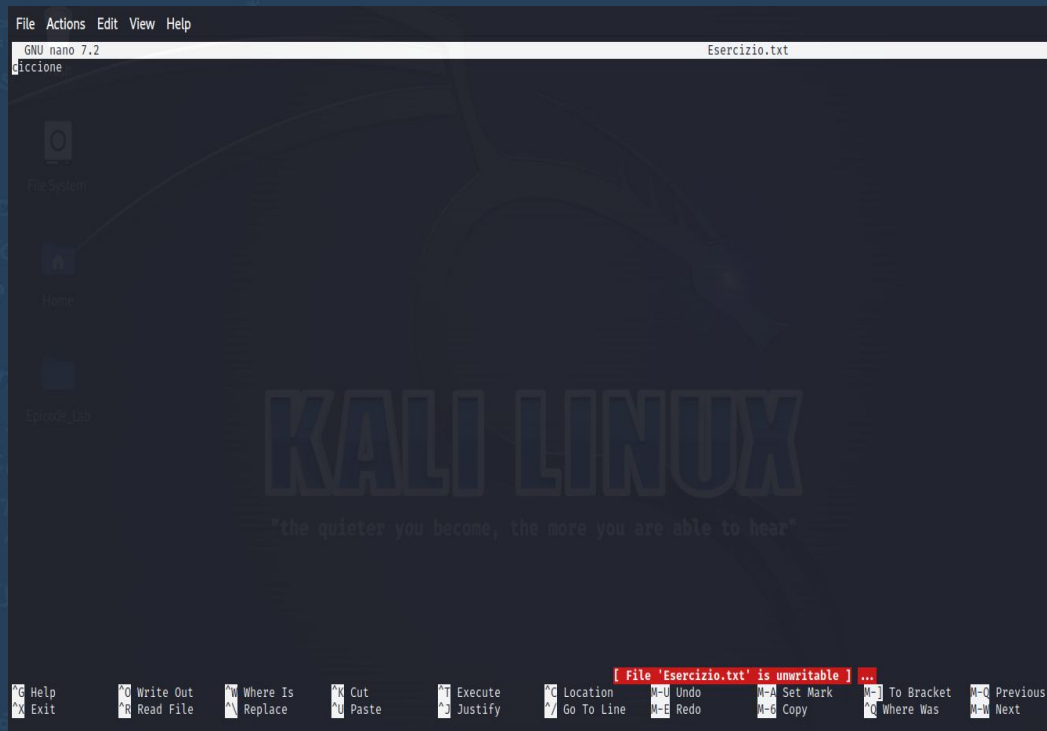 File Actions Edit View Help
GNU nano 7.2 Esercizio.txt
ciccione
File System
Home
Epicode_Lab
KALI LINUX
"the quieter you become, the more you are able to hear"
[ File 'Esercizio.txt' is unwritable ] ...
^G Help ^O Write Out ^W Where Is ^K Cut ^T Execute ^C Location M-U Undo M-A Set Mark M-] To Bracket M-Q Previous
^X Exit ^R Read File ^\ Replace ^U Paste ^J Justify ^/ Go To Line M-E Redo M-6 Copy ^Q Where Was M-W Next